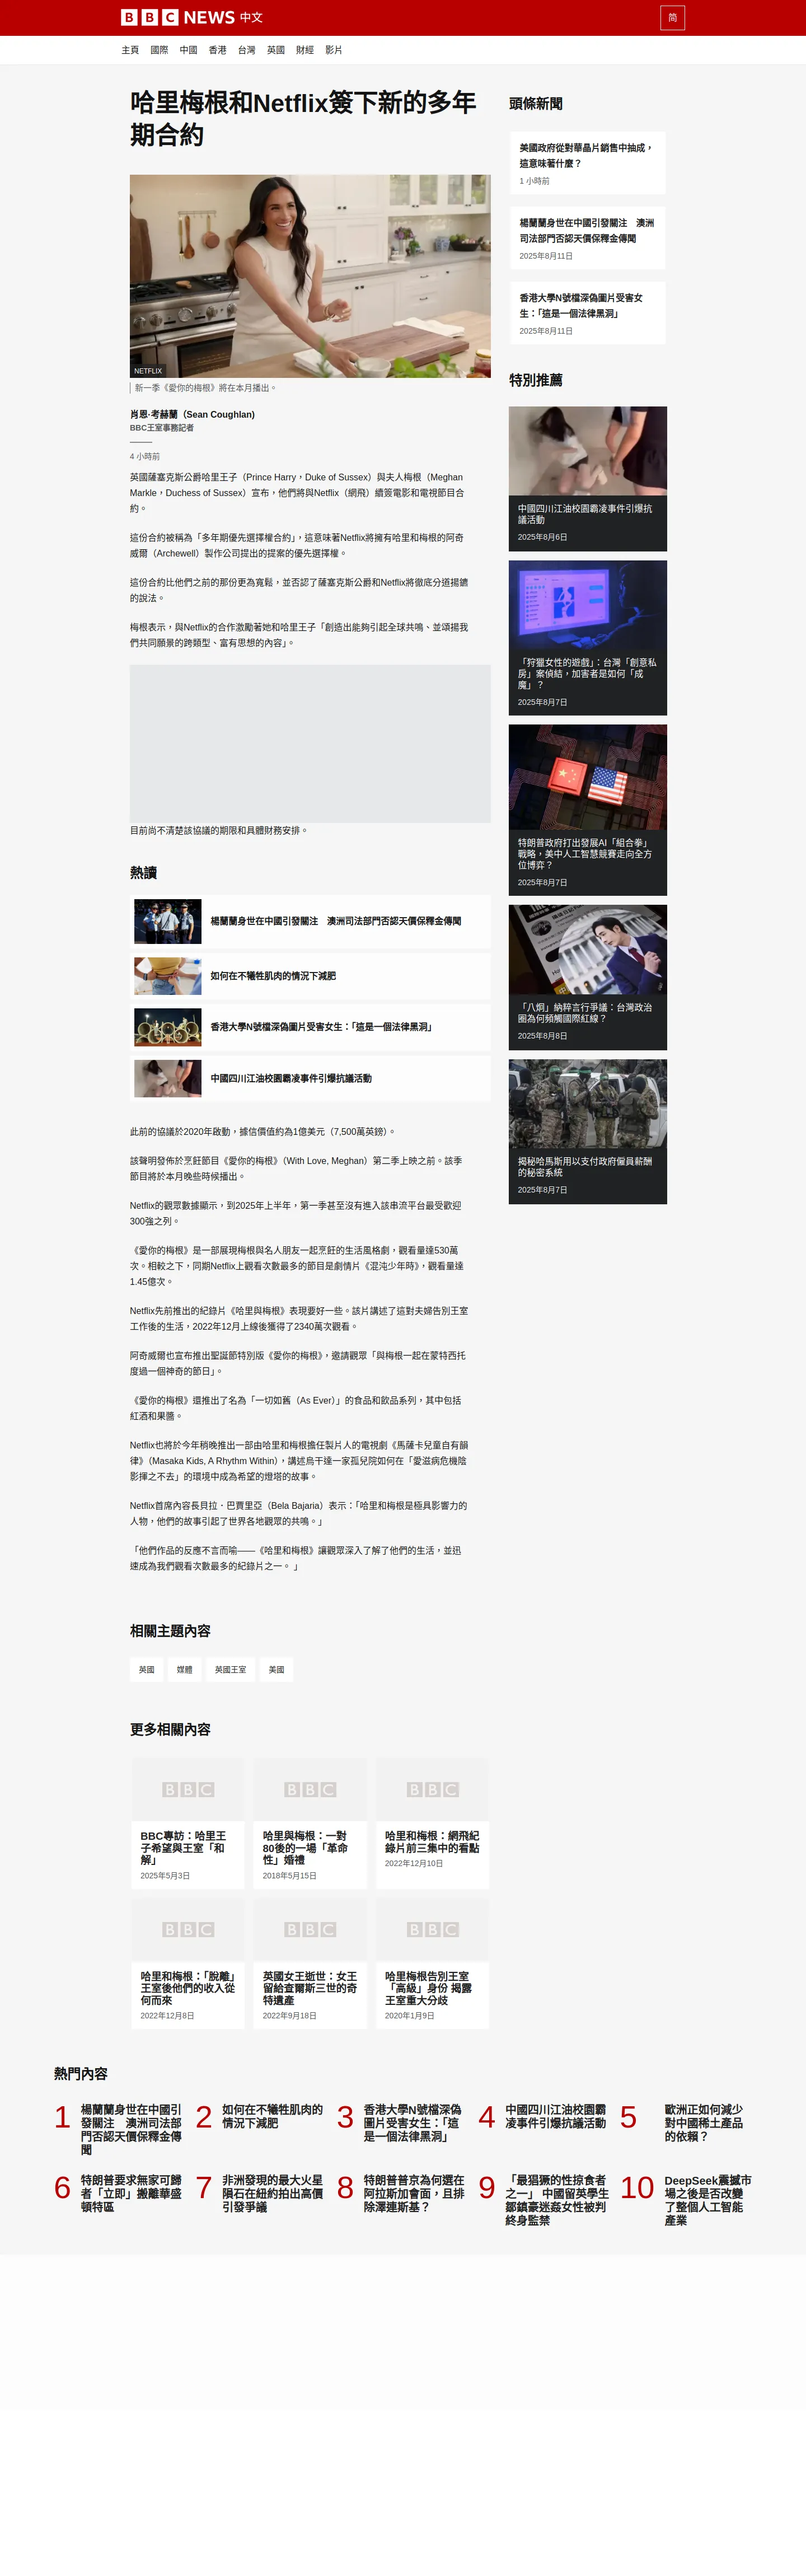 BBC NEWS 中文
简
主頁 國際 中國 香港 台灣 英國 財經 影片
哈里梅根和Netflix簽下新的多年
期合約
NETFLIX
新一季《愛你的梅根》將在本月播出。
肖恩·考赫蘭（Sean Coughlan)
BBC王室事務記者
4 小時前
英國薩塞克斯公爵哈里王子（Prince Harry，Duke of Sussex）與夫人梅根（Meghan
Markle，Duchess of Sussex）宣布，他們將與Netflix（網飛）續簽電影和電視節目合
約。
這份合約被稱為「多年期優先選擇權合約」，這意味著Netflix將擁有哈里和梅根的阿奇
威爾（Archewell）製作公司提出的提案的優先選擇權。
這份合約比他們之前的那份更為寬鬆，並否認了薩塞克斯公爵和Netflix將徹底分道揚鑣
的說法。
梅根表示，與Netflix的合作激勵著她和哈里王子「創造出能夠引起全球共鳴、並頌揚我
們共同願景的跨類型、富有思想的內容」。
目前尚不清楚該協議的期限和具體財務安排。
熱讀
楊蘭蘭身世在中國引發關注　澳洲司法部門否認天價保釋金傳聞
如何在不犧牲肌肉的情況下減肥
香港大學N號檔深偽圖片受害女生：「這是一個法律黑洞」
中國四川江油校園霸凌事件引爆抗議活動
此前的協議於2020年啟動，據信價值約為1億美元（7,500萬英鎊）。
該聲明發佈於烹飪節目《愛你的梅根》（With Love, Meghan）第二季上映之前。該季
節目將於本月晚些時候播出。
Netflix的觀眾數據顯示，到2025年上半年，第一季甚至沒有進入該串流平台最受歡迎
300強之列。
《愛你的梅根》是一部展現梅根與名人朋友一起烹飪的生活風格劇，觀看量達530萬
次。相較之下，同期Netflix上觀看次數最多的節目是劇情片《混沌少年時》，觀看量達
1.45億次。
Netflix先前推出的紀錄片《哈里與梅根》表現要好一些。該片講述了這對夫婦告別王室
工作後的生活，2022年12月上線後獲得了2340萬次觀看。
阿奇威爾也宣布推出聖誕節特別版《愛你的梅根》，邀請觀眾「與梅根一起在蒙特西托
度過一個神奇的節日」。
《愛你的梅根》還推出了名為「一切如舊（As Ever）」的食品和飲品系列，其中包括
紅酒和果醬。
Netflix也將於今年稍晚推出一部由哈里和梅根擔任製片人的電視劇《馬薩卡兒童自有韻
律》（Masaka Kids, A Rhythm Within），講述烏干達一家孤兒院如何在「愛滋病危機陰
影揮之不去」的環境中成為希望的燈塔的故事。
Netflix首席內容長貝拉．巴賈里亞（Bela Bajaria）表示：「哈里和梅根是極具影響力的
人物，他們的故事引起了世界各地觀眾的共鳴。」
「他們作品的反應不言而喻——《哈里和梅根》讓觀眾深入了解了他們的生活，並迅
速成為我們觀看次數最多的紀錄片之一。 」
相關主題內容
英國 媒體 英國王室 美國
更多相關內容
BBC BBC BBC
BBC專訪：哈里王
子希望與王室「和
解」
2025年5月3日
哈里與梅根：一對
80後的一場「革命
性」婚禮
2018年5月15日
哈里和梅根：網飛紀
錄片前三集中的看點
2022年12月10日
BBC BBC BBC
哈里和梅根：「脫離」
王室後他們的收入從
何而來
2022年12月8日
英國女王逝世：女王
留給查爾斯三世的奇
特遺產
2022年9月18日
哈里梅根告別王室
「高級」身份 揭露
王室重大分歧
2020年1月9日
頭條新聞
美國政府從對華晶片銷售中抽成，
這意味著什麼？
1 小時前
楊蘭蘭身世在中國引發關注　澳洲
司法部門否認天價保釋金傳聞
2025年8月11日
香港大學N號檔深偽圖片受害女
生：「這是一個法律黑洞」
2025年8月11日
特別推薦
中國四川江油校園霸凌事件引爆抗
議活動
2025年8月6日
「狩獵女性的遊戲」：台灣「創意私
房」案偵結，加害者是如何「成
魔」？
2025年8月7日
特朗普政府打出發展AI「組合拳」
戰略，美中人工智慧競賽走向全方
位博弈？
2025年8月7日
「八炯」納粹言行爭議：台灣政治
圈為何頻觸國際紅線？
2025年8月8日
揭秘哈馬斯用以支付政府僱員薪酬
的秘密系統
2025年8月7日
熱門內容
1
楊蘭蘭身世在中國引
發關注　澳洲司法部
門否認天價保釋金傳
聞
2
如何在不犧牲肌肉的
情況下減肥
3
香港大學N號檔深偽
圖片受害女生：「這
是一個法律黑洞」
4
中國四川江油校園霸
凌事件引爆抗議活動
5
歐洲正如何減少
對中國稀土產品
的依賴？
6
特朗普要求無家可歸
者「立即」搬離華盛
頓特區
7
非洲發現的最大火星
隕石在紐約拍出高價
引發爭議
8
特朗普普京為何選在
阿拉斯加會面，且排
除澤連斯基？
9
「最猖獗的性掠食者
之一」 中國留英學生
鄒鎮豪迷姦女性被判
終身監禁
10
DeepSeek震撼市
場之後是否改變
了整個人工智能
產業